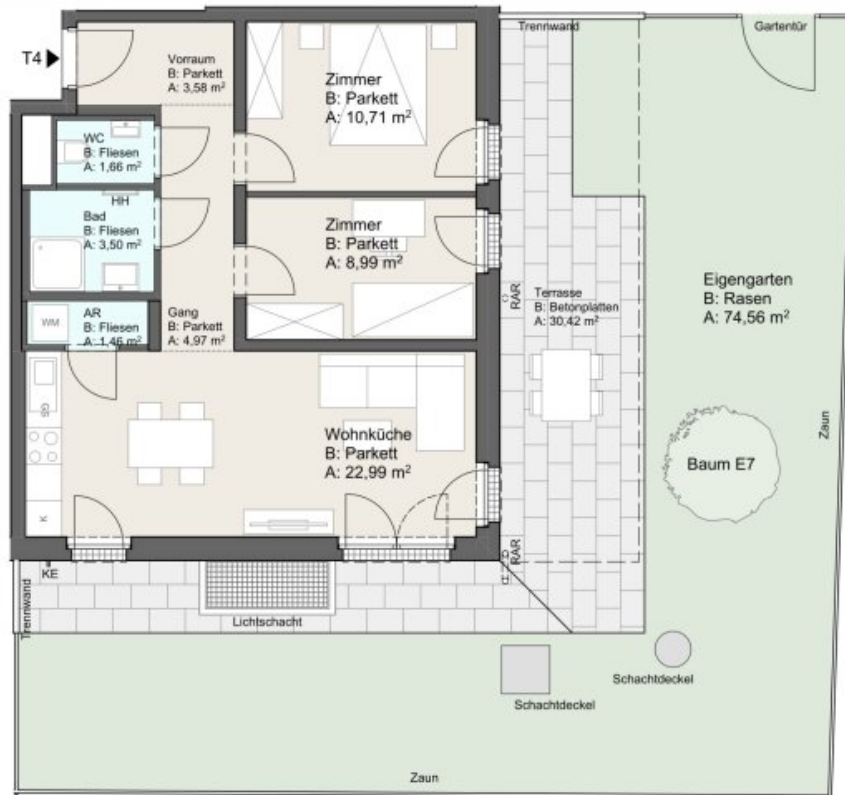 Trennwand
Gartentür
T4
Vorraum
B: Parkett
A: 3,58 m²
Zimmer
B: Parkett
A: 10,71 m²
WC
B: Fliesen
A: 1,66 m²
HH
Bad
B: Fliesen
A: 3,50 m²
Zimmer
B: Parkett
A: 8,99 m²
RAR
Terrasse
B: Betonplatten
A: 30,42 m²
Eigengarten
B: Rasen
A: 74,56 m²
WM
AR
B: Fliesen
A: 1,46 m²
Gang
B: Parkett
A: 4,97 m²
GS
Wohnküche
B: Parkett
A: 22,99 m²
Zaun
Baum E7
K
KE
RAR
Trennwand
Lichtschacht
Schachtdeckel
Schachtdeckel
Zaun